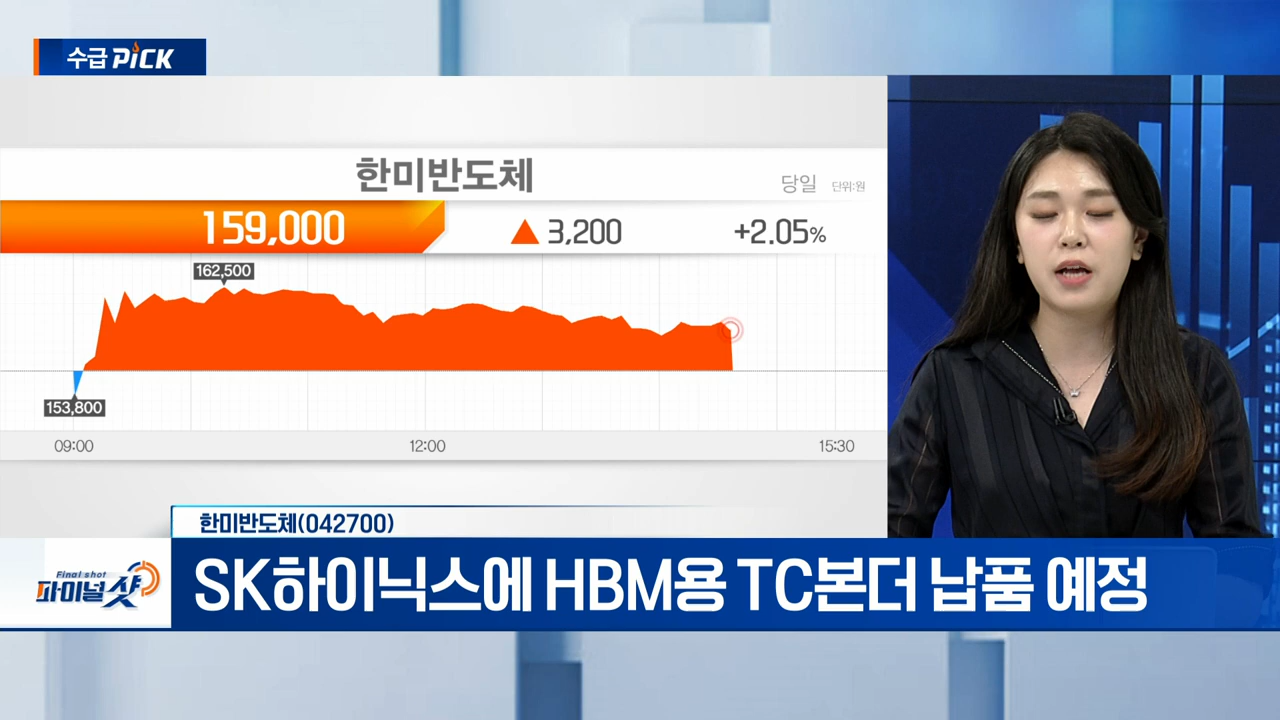 수급 PiCK
한미반도체
당일 단위:원
159,000 ▲ 3,200 +2.05%
162,500
153,800
09:00 12:00 15:30
한미반도체(042700)
Final shot
파이널샷
SK하이닉스에 HBM용 TC본더 납품 예정